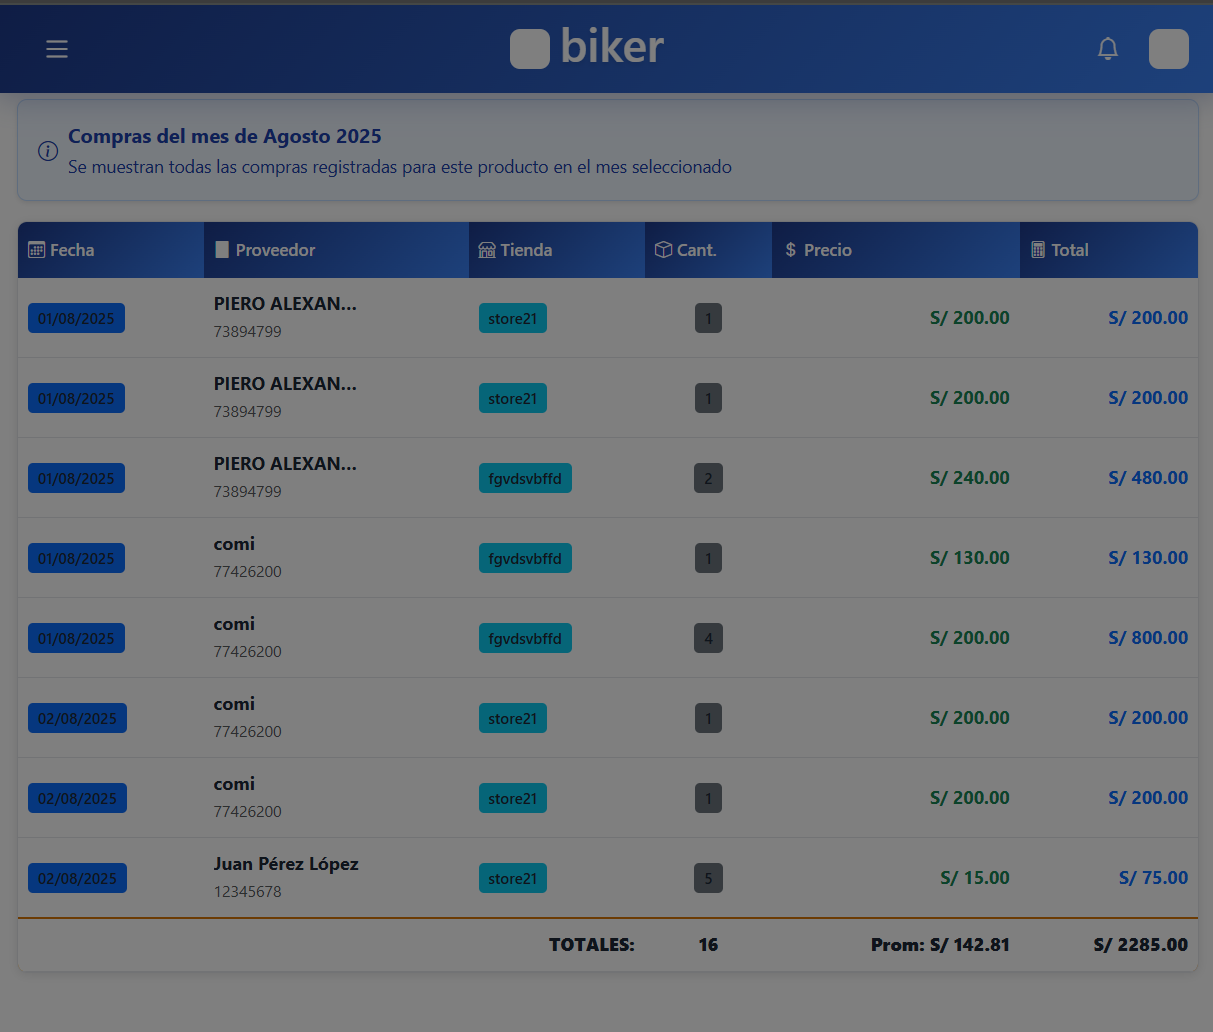 biker
Compras del mes de Agosto 2025
Se muestran todas las compras registradas para este producto en el mes seleccionado
Fecha Proveedor Tienda Cant. $ Precio Total
01/08/2025 PIERO ALEXAN... store21 1 S/ 200.00 S/ 200.00
73894799
01/08/2025 PIERO ALEXAN... store21 1 S/ 200.00 S/ 200.00
73894799
01/08/2025 PIERO ALEXAN... fgvdsvbffd 2 S/ 240.00 S/ 480.00
73894799
01/08/2025 comi fgvdsvbffd 1 S/ 130.00 S/ 130.00
77426200
01/08/2025 comi fgvdsvbffd 4 S/ 200.00 S/ 800.00
77426200
02/08/2025 comi store21 1 S/ 200.00 S/ 200.00
77426200
02/08/2025 comi store21 1 S/ 200.00 S/ 200.00
77426200
02/08/2025 Juan Pérez López store21 5 S/ 15.00 S/ 75.00
12345678
TOTALES: 16 Prom: S/ 142.81 S/ 2285.00